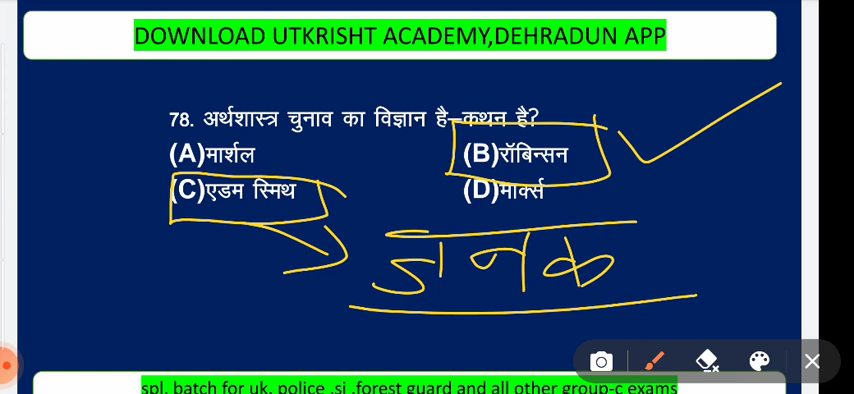 DOWNLOAD UTKRISHT ACADEMY,DEHRADUN APP
78. अर्थशास्त्र चुनाव का विज्ञान है–कथन है?
(A)मार्शल (B)रॉबिन्सन
(C)एडम स्मिथ (D)मार्क्स
जनक
spl. batch for uk. police ,si ,forest guard and all other group-c exams